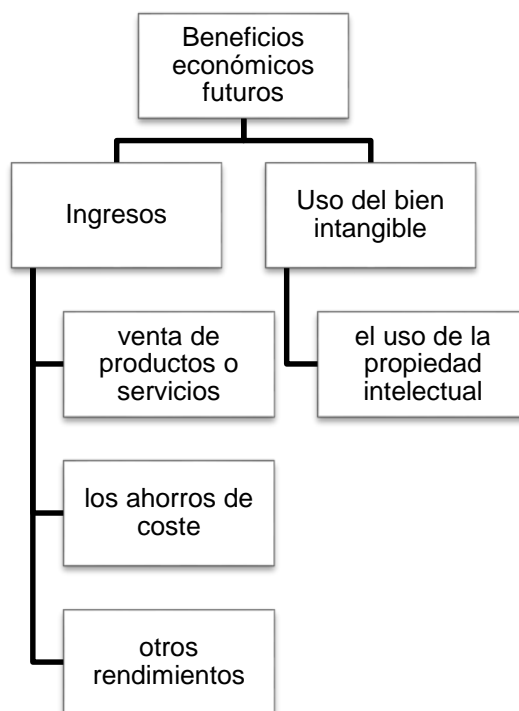 Beneficios
económicos
futuros
Ingresos
Uso del bien
intangible
venta de
productos o
servicios
el uso de la
propiedad
intelectual
los ahorros de
coste
otros
rendimientos